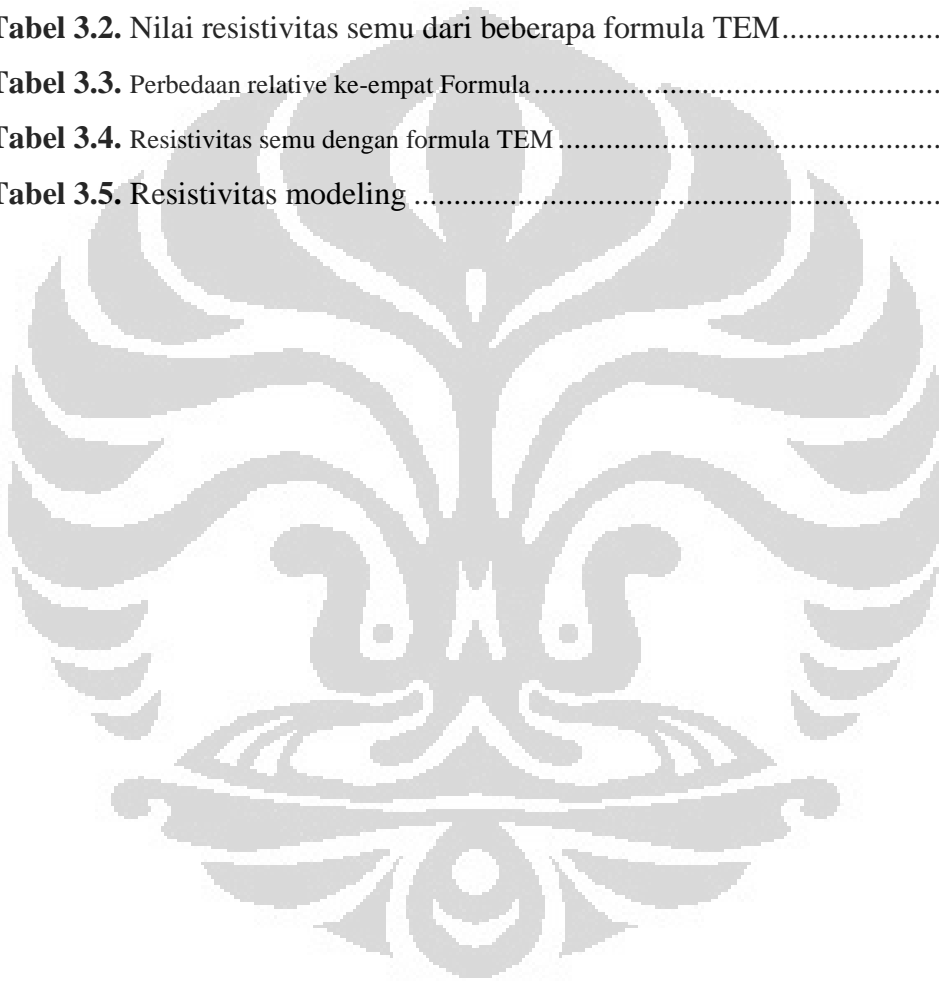 Tabel 3.2. Nilai resistivitas semu dari beberapa formula TEM....................
Tabel 3.3. Perbedaan relative ke-empat Formula....................
Tabel 3.4. Resistivitas semu dengan formula TEM....................
Tabel 3.5. Resistivitas modeling....................